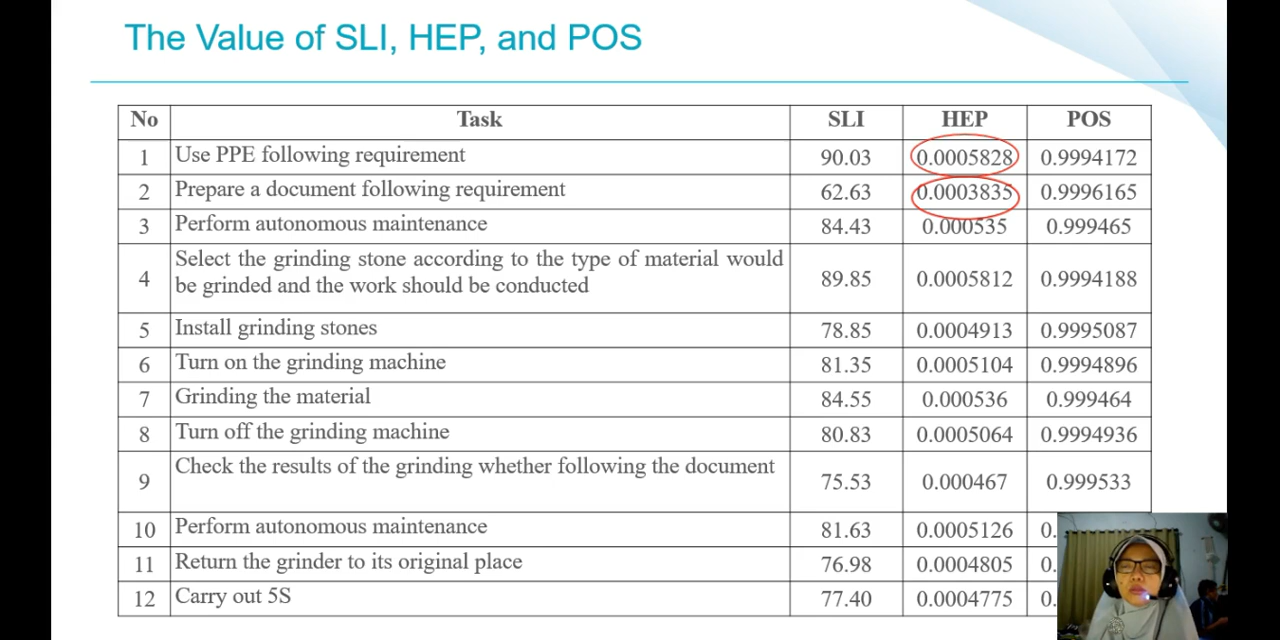 The Value of SLI, HEP, and POS
No Task SLI HEP POS
1 Use PPE following requirement 90.03 0.0005828 0.9994172
2 Prepare a document following requirement 62.63 0.0003835 0.9996165
3 Perform autonomous maintenance 84.43 0.000535 0.999465
4 Select the grinding stone according to the type of material would
be grinded and the work should be conducted 89.85 0.0005812 0.9994188
5 Install grinding stones 78.85 0.0004913 0.9995087
6 Turn on the grinding machine 81.35 0.0005104 0.9994896
7 Grinding the material 84.55 0.000536 0.999464
8 Turn off the grinding machine 80.83 0.0005064 0.9994936
9 Check the results of the grinding whether following the document 75.53 0.000467 0.999533
10 Perform autonomous maintenance 81.63 0.0005126 0.
11 Return the grinder to its original place 76.98 0.0004805 0.
12 Carry out 5S 77.40 0.0004775 0.